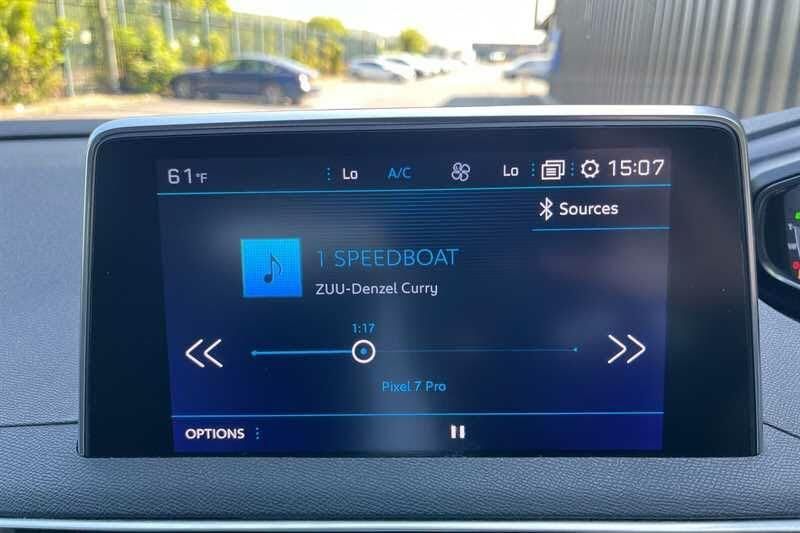 61°F Lo A/C Lo 15:07
Sources
1 SPEEDBOAT
ZUU-Denzel Curry
1:17
Pixel 7 Pro
OPTIONS